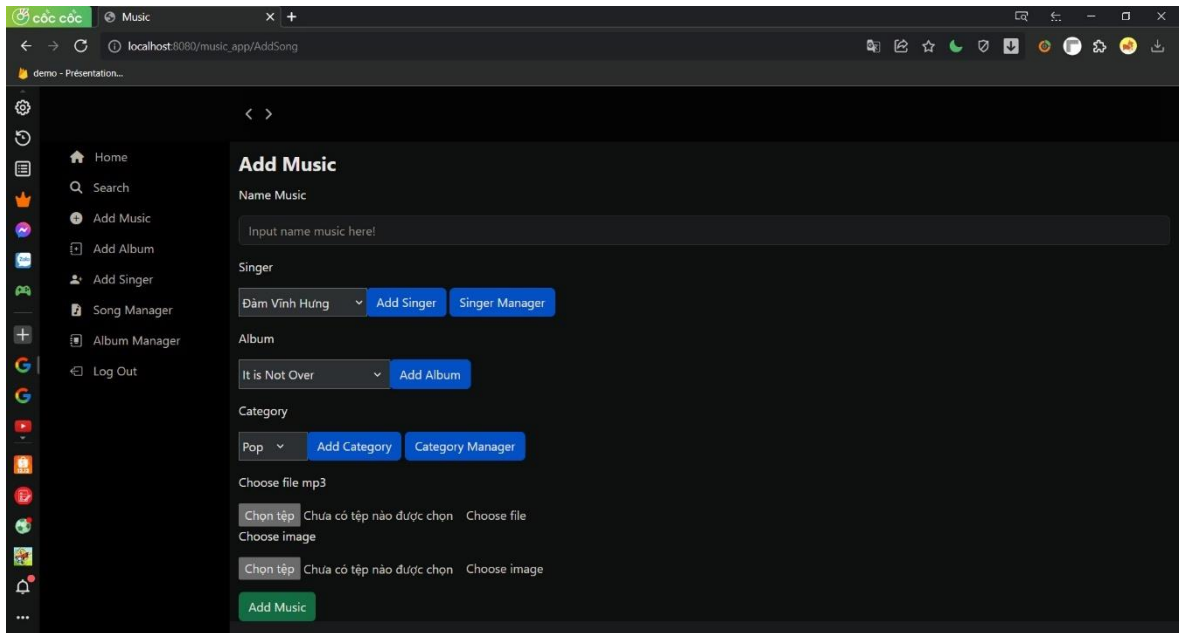 cốc cốc
Music
localhost:8080/music_app/AddSong
demo - Présentation...
Home
Search
Add Music
Add Album
Add Singer
Song Manager
Album Manager
Log Out
Add Music
Name Music
Input name music here!
Singer
Đàm Vĩnh Hưng Add Singer Singer Manager
Album
It is Not Over Add Album
Category
Pop Add Category Category Manager
Choose file mp3
Chọn tệp Chưa có tệp nào được chọn Choose file
Choose image
Chọn tệp Chưa có tệp nào được chọn Choose image
Add Music